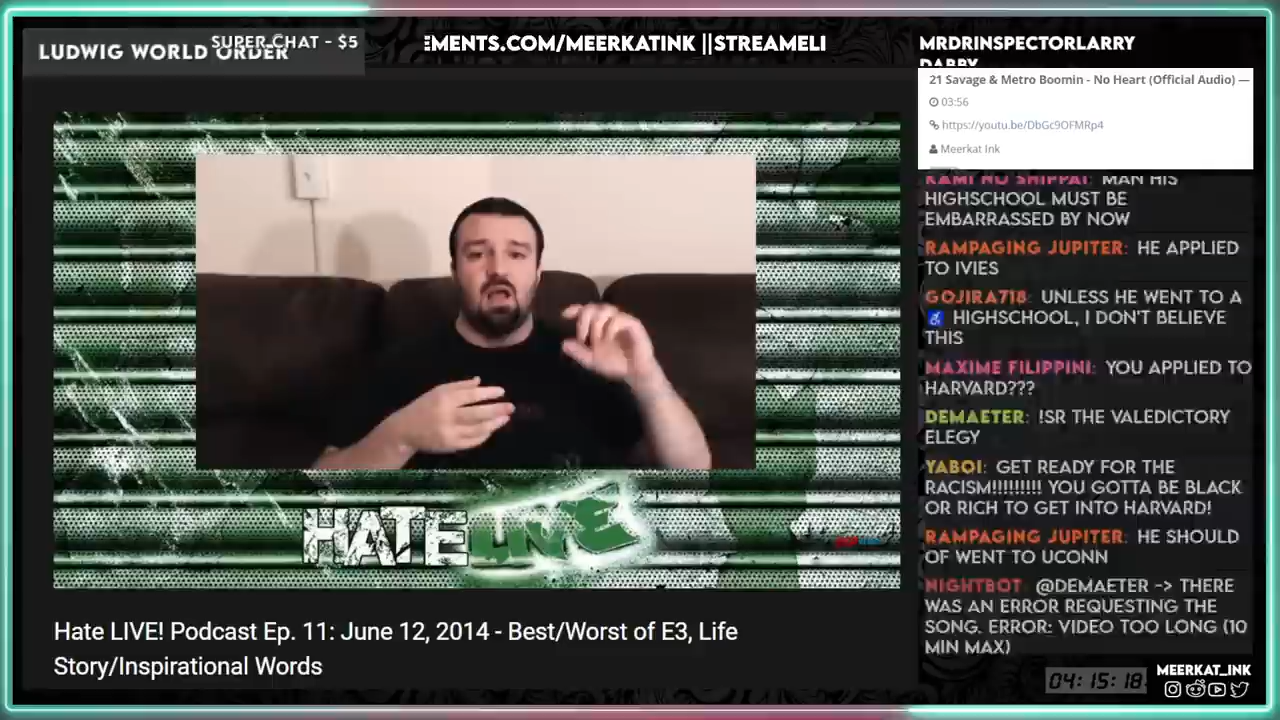 LUDWIG WORLD ORDER
SUPER CHAT - $5
EMENTS.COM/MEERKATINK ||STREAMELI
MRDRINSPECTORLARRY
DABBY
21 Savage & Metro Boomin - No Heart (Official Audio) —
03:56
https://youtu.be/DbGc9OFMRp4
Meerkat Ink
KAMI NO SHIPPAI: MAN HIS
HIGHSCHOOL MUST BE
EMBARRASSED BY NOW
RAMPAGING JUPITER: HE APPLIED
TO IVIES
GOJIRA718: UNLESS HE WENT TO A
HIGHSCHOOL, I DON'T BELIEVE
THIS
MAXIME FILIPPINI: YOU APPLIED TO
HARVARD???
DEMAETER: !SR THE VALEDICTORY
ELEGY
YABOI: GET READY FOR THE
RACISM!!!!!!!!! YOU GOTTA BE BLACK
OR RICH TO GET INTO HARVARD!
RAMPAGING JUPITER: HE SHOULD
OF WENT TO UCONN
NIGHTBOT: @DEMAETER -> THERE
WAS AN ERROR REQUESTING THE
SONG. ERROR: VIDEO TOO LONG (10
MIN MAX)
HATE LIVE
Hate LIVE! Podcast Ep. 11: June 12, 2014 - Best/Worst of E3, Life
Story/Inspirational Words
04:15:18
MEERKAT_INK